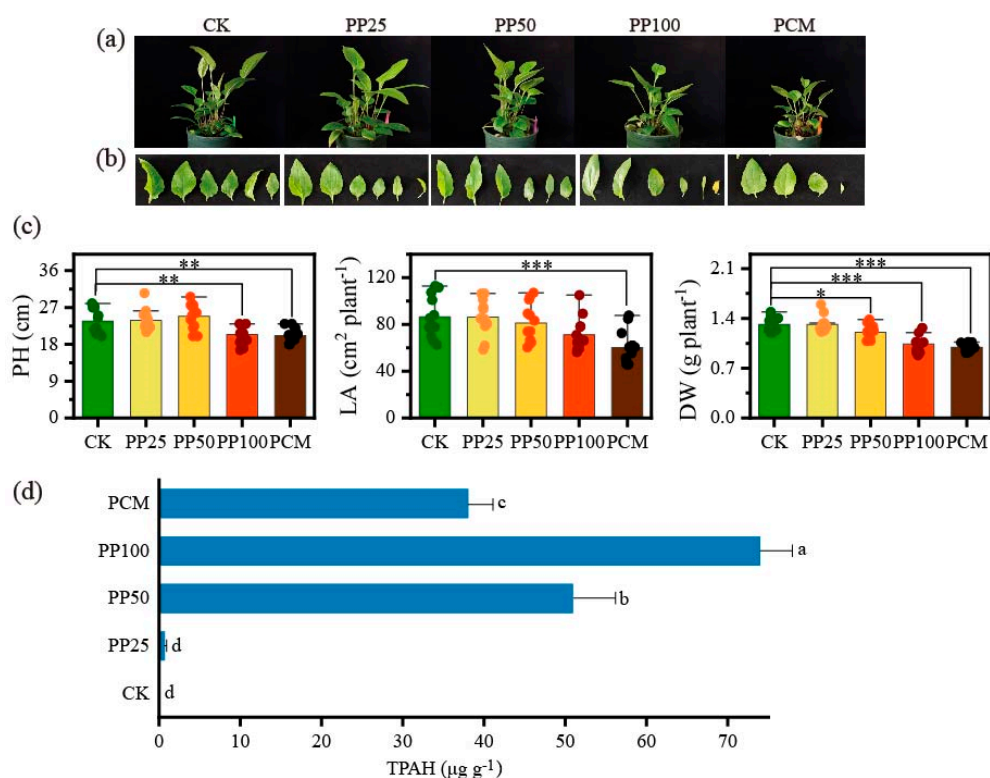 CK PP25 PP50 PP100 PCM
(a)
(b)
(c)
PH (cm)
36
27
18
9
0
**
**
CK PP25 PP50 PP100 PCM
LA (cm² plant⁻¹)
120
80
40
0
***
CK PP25 PP50 PP100 PCM
DW (g plant⁻¹)
2.1
1.4
0.7
0.0
***
***
*
CK PP25 PP50 PP100 PCM
(d)
PCM c
PP100 a
PP50 b
PP25 d
CK d
0 10 20 30 40 50 60 70
TPAH (μg g⁻¹)